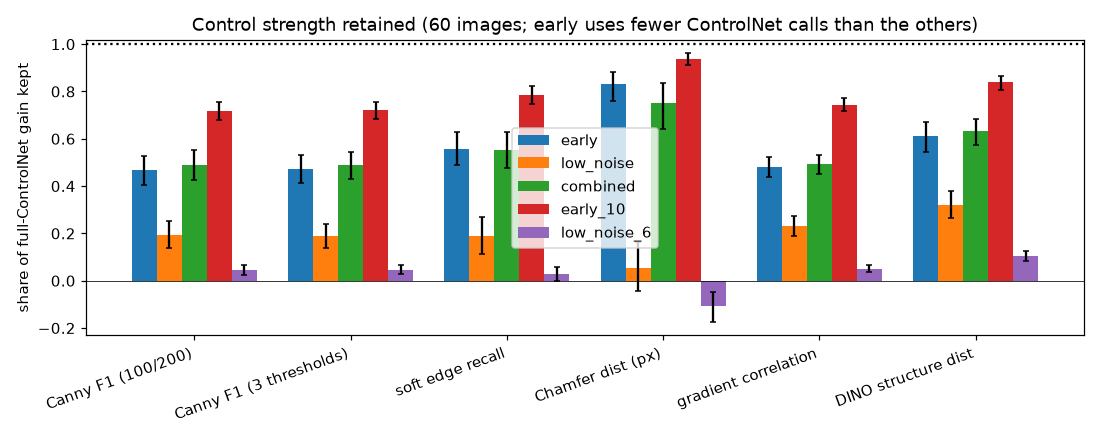 Control strength retained (60 images; early uses fewer ControlNet calls than the others)
share of full-ControlNet gain kept
1.0
0.8
0.6
0.4
0.2
0.0
−0.2
early
low_noise
combined
early_10
low_noise_6
Canny F1 (100/200)
Canny F1 (3 thresholds)
soft edge recall
Chamfer dist (px)
gradient correlation
DINO structure dist